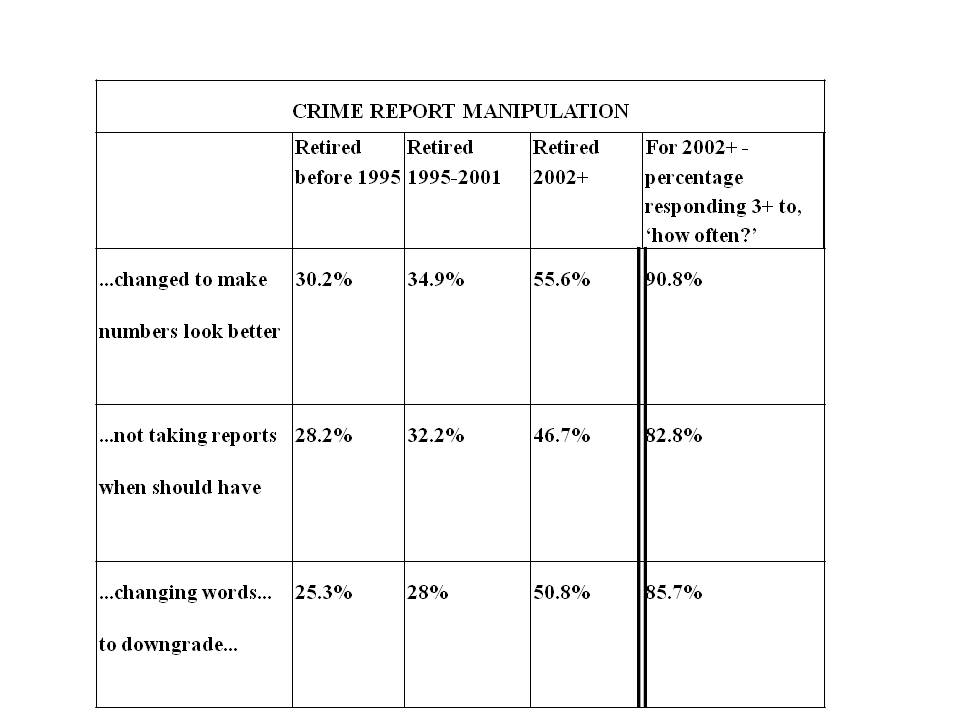 CRIME REPORT MANIPULATION
Retired before 1995
Retired 1995-2001
Retired 2002+
For 2002+ - percentage responding 3+ to, ‘how often?’
...changed to make numbers look better
30.2%
34.9%
55.6%
90.8%
...not taking reports when should have
28.2%
32.2%
46.7%
82.8%
...changing words... to downgrade...
25.3%
28%
50.8%
85.7%